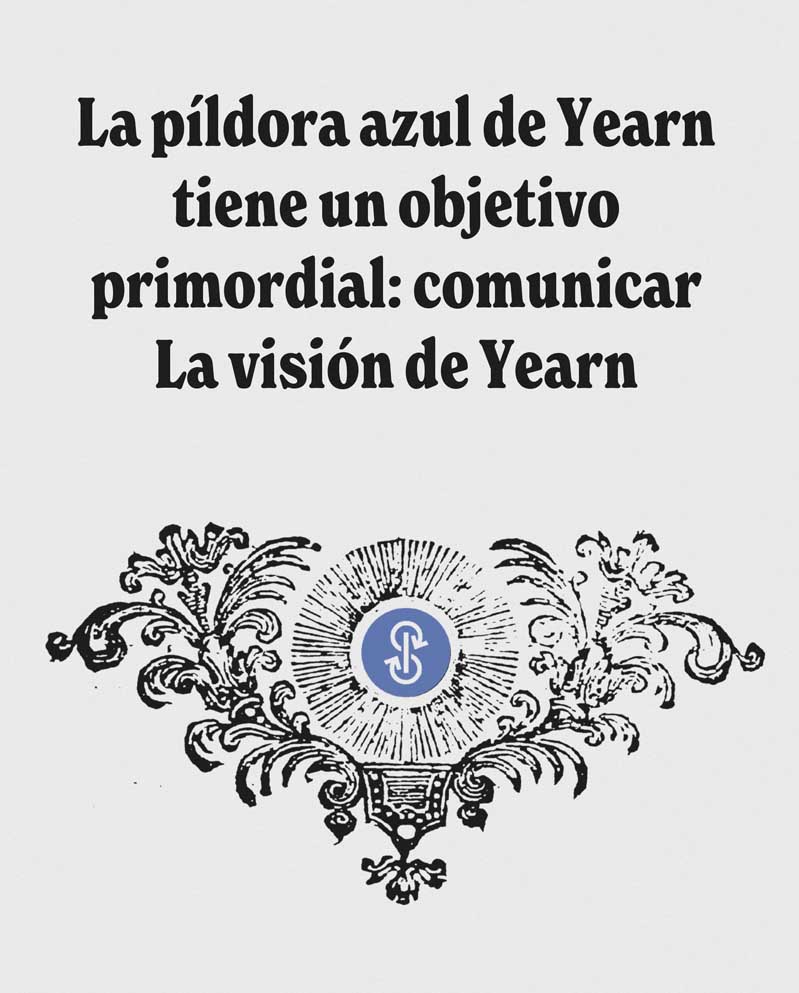 La píldora azul de Yearn
tiene un objetivo
primordial: comunicar
La visión de Yearn